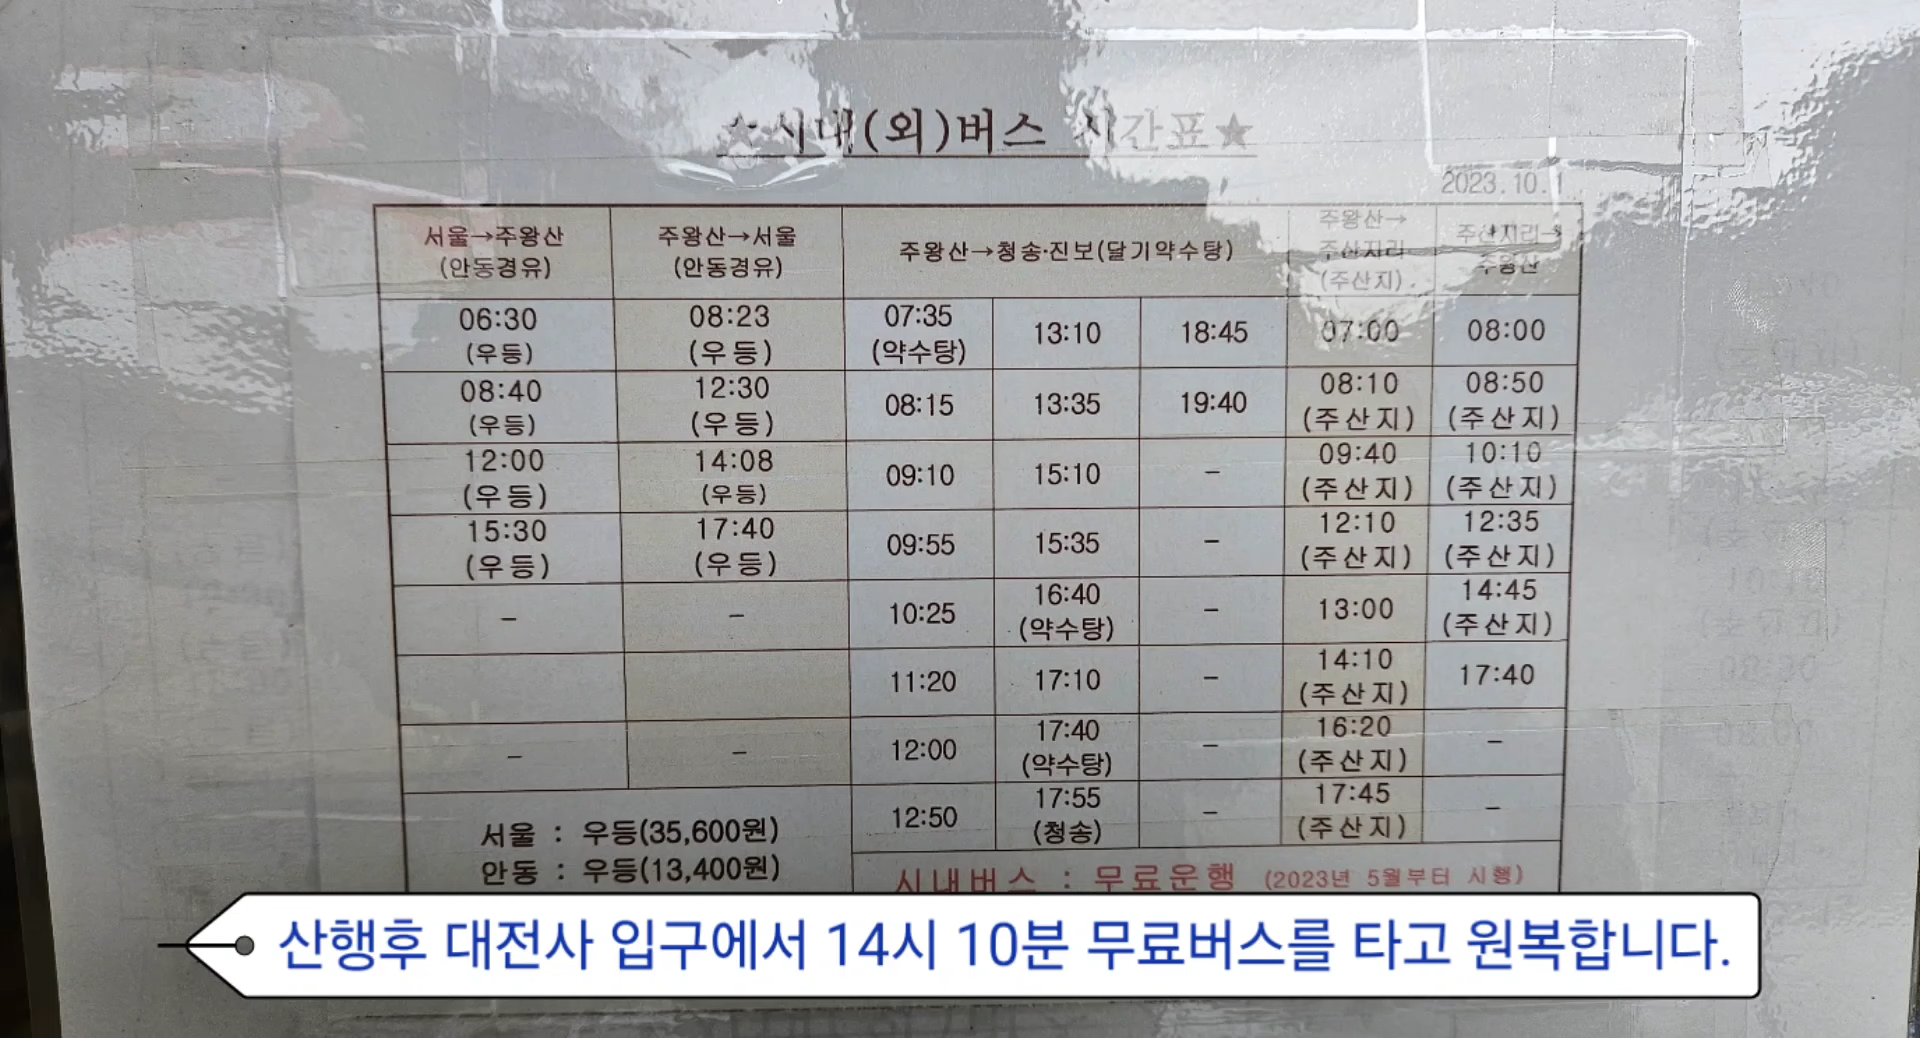 ★시내(외)버스 시간표★
2023.10.1
서울→주왕산
(안동경유)
주왕산→서울
(안동경유)
주왕산→청송·진보(달기약수탕)
주왕산→
주산지리
(주산지)
주산지리→
주왕산
06:30
(우등)
08:23
(우등)
07:35
(약수탕)
13:10
18:45
07:00
08:00
08:40
(우등)
12:30
(우등)
08:15
13:35
19:40
08:10
(주산지)
08:50
(주산지)
12:00
(우등)
14:08
(우등)
09:10
15:10
–
09:40
(주산지)
10:10
(주산지)
15:30
(우등)
17:40
(우등)
09:55
15:35
–
12:10
(주산지)
12:35
(주산지)
–
–
10:25
16:40
(약수탕)
–
13:00
14:45
(주산지)
11:20
17:10
–
14:10
(주산지)
17:40
–
–
12:00
17:40
(약수탕)
–
16:20
(주산지)
–
12:50
17:55
(청송)
–
17:45
(주산지)
–
서울 : 우등(35,600원)
안동 : 우등(13,400원)
시내버스 : 무료운행 (2023년 5월부터 시행)
산행후 대전사 입구에서 14시 10분 무료버스를 타고 원복합니다.